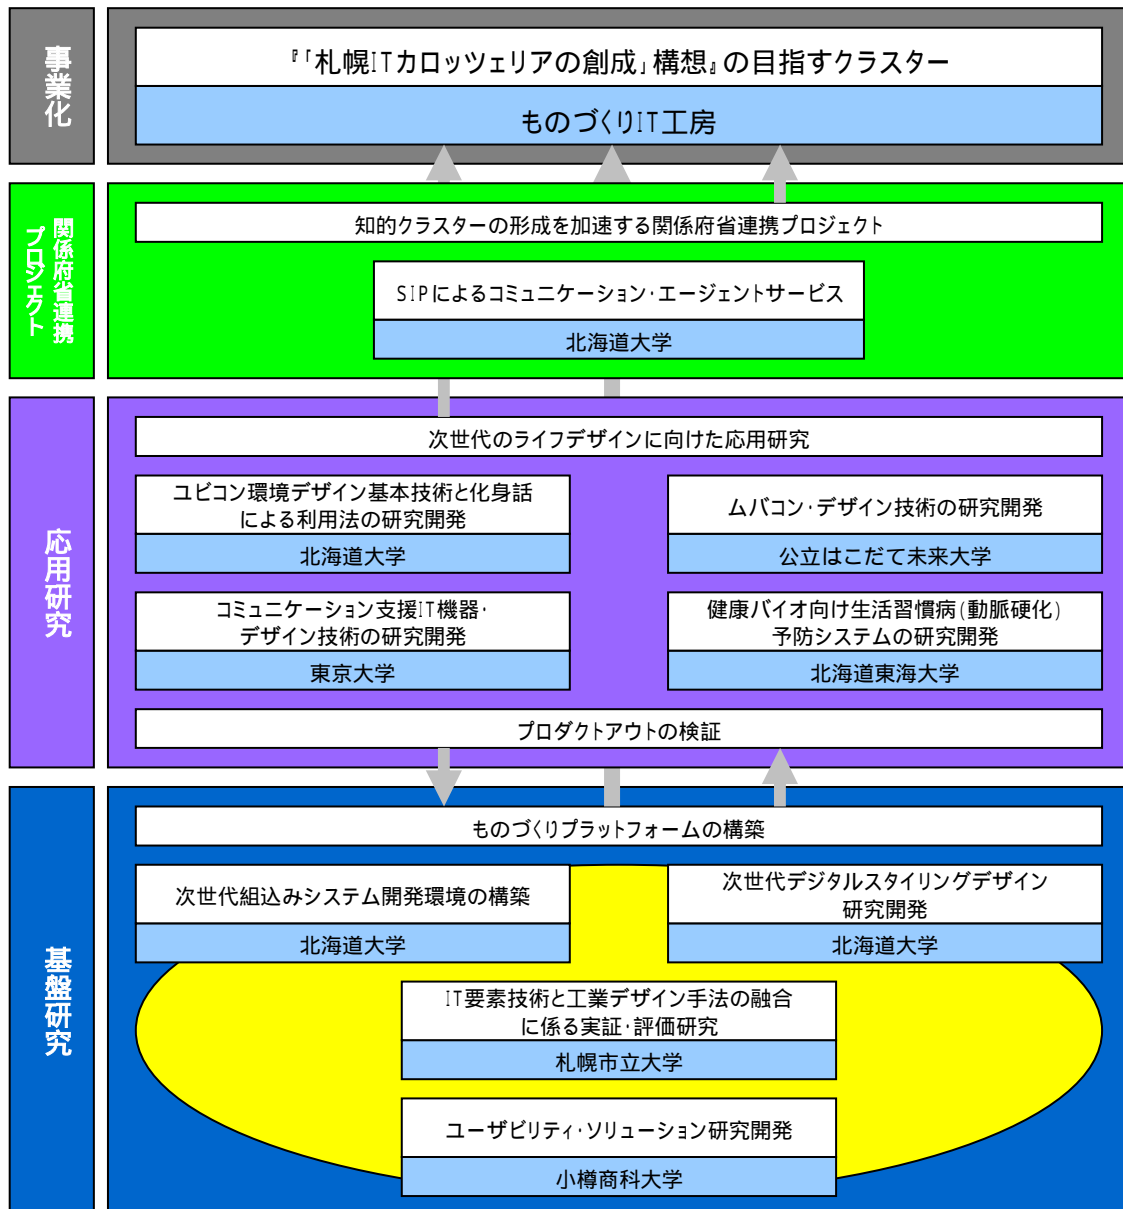 事業化
『「札幌ITカロッツェリアの創成」構想』の目指すクラスター
ものづくりIT工房
関係府省連携
プロジェクト
知的クラスターの形成を加速する関係府省連携プロジェクト
SIPによるコミュニケーション・エージェントサービス
北海道大学
応用研究
次世代のライフデザインに向けた応用研究
ユビコン環境デザイン基本技術と化身話
による利用法の研究開発
北海道大学
ムバコン・デザイン技術の研究開発
公立はこだて未来大学
コミュニケーション支援IT機器・
デザイン技術の研究開発
東京大学
健康バイオ向け生活習慣病(動脈硬化)
予防システムの研究開発
北海道東海大学
プロダクトアウトの検証
基盤研究
ものづくりプラットフォームの構築
次世代組込みシステム開発環境の構築
北海道大学
次世代デジタルスタイリングデザイン
研究開発
北海道大学
IT要素技術と工業デザイン手法の融合
に係る実証・評価研究
札幌市立大学
ユーザビリティ・ソリューション研究開発
小樽商科大学